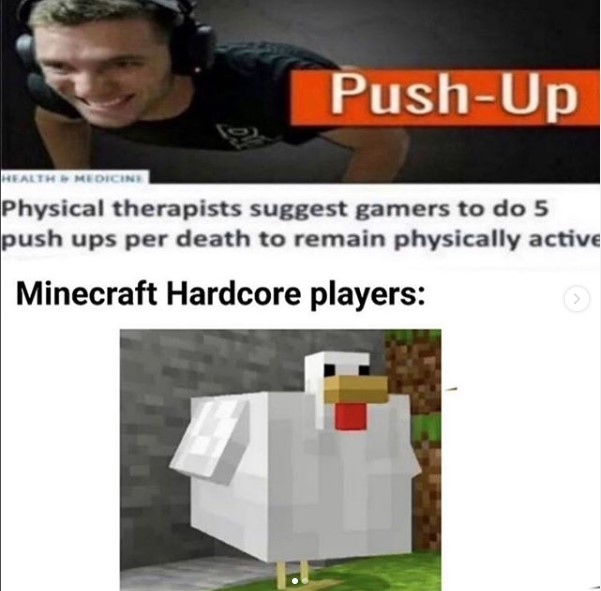 Push-Up
HEALTH & MEDICINE
Physical therapists suggest gamers to do 5
push ups per death to remain physically active
Minecraft Hardcore players: